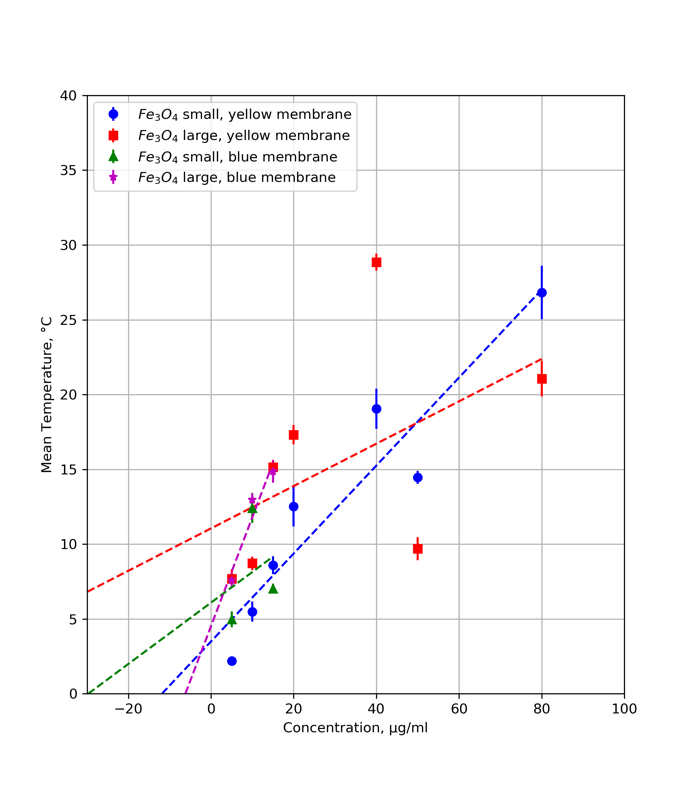 40
35
30
25
20
15
10
5
0
Fe₃O₄ small, yellow membrane
Fe₃O₄ large, yellow membrane
Fe₃O₄ small, blue membrane
Fe₃O₄ large, blue membrane
Mean Temperature, °C
−20 0 20 40 60 80 100
Concentration, µg/ml